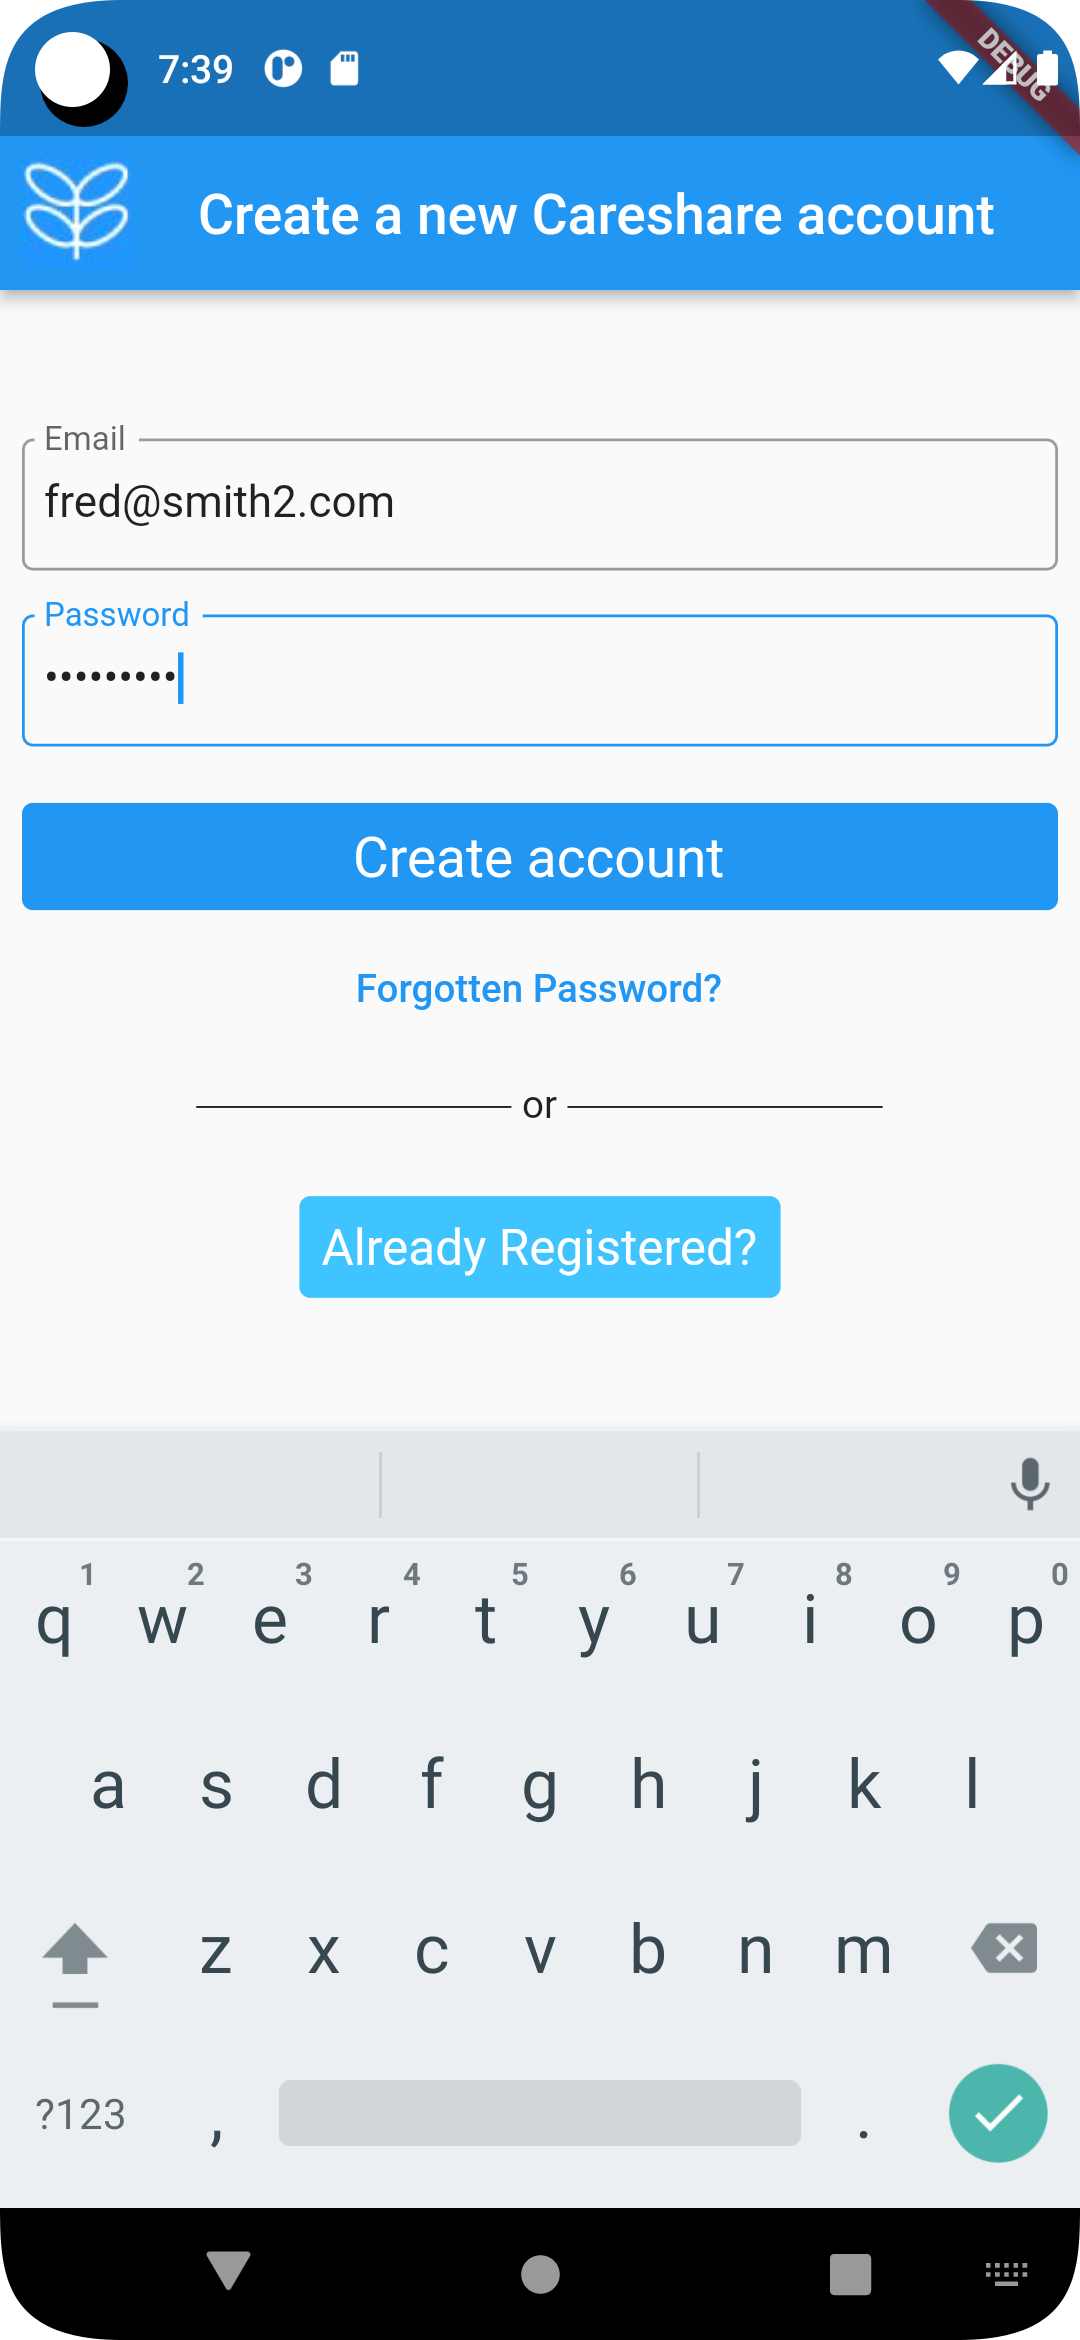 7:39
DEBUG
Create a new Careshare account
Email
fred@smith2.com
Password
•••••••••
Create account
Forgotten Password?
or
Already Registered?
1 2 3 4 5 6 7 8 9 0
q w e r t y u i o p
a s d f g h j k l
z x c v b n m
?123 , .